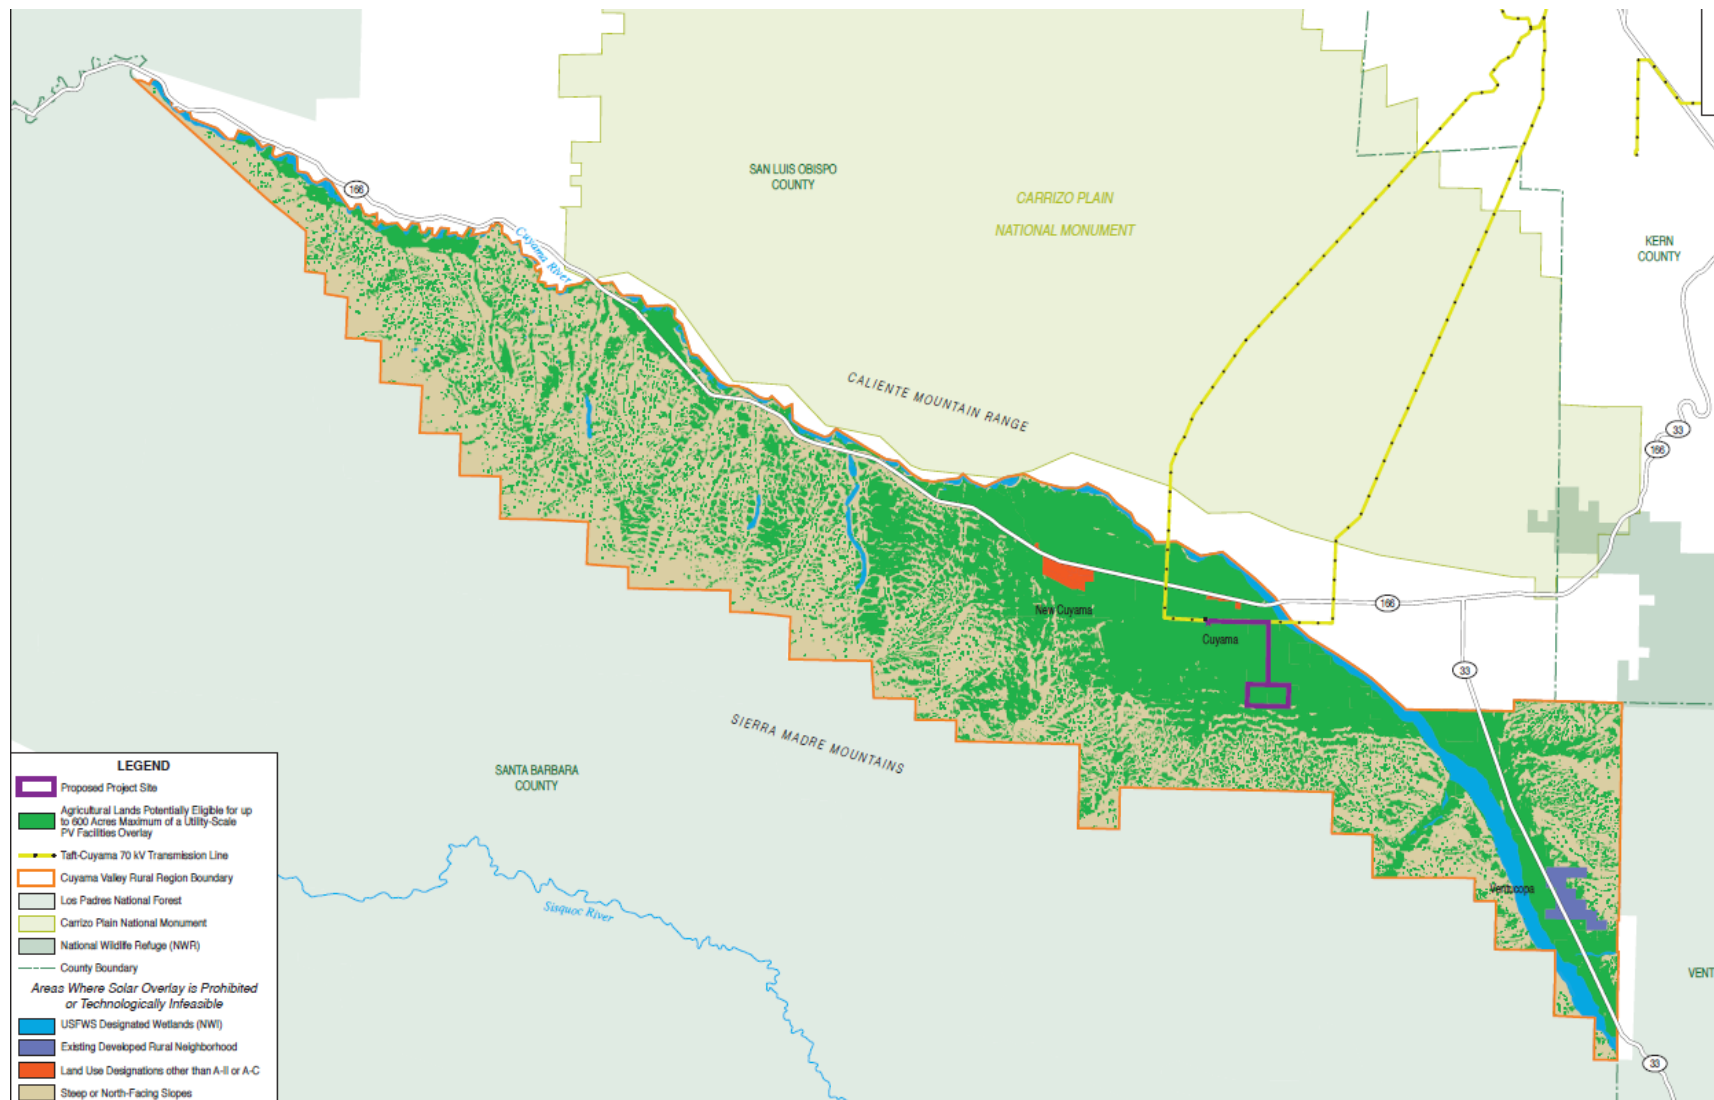 SAN LUIS OBISPO
COUNTY
CARRIZO PLAIN
NATIONAL MONUMENT
KERN
COUNTY
166
Cuyama River
CALIENTE MOUNTAIN RANGE
33
166
New Cuyama
Cuyama
166
33
SIERRA MADRE MOUNTAINS
SANTA BARBARA
COUNTY
Ventucopa
Sisquoc River
VENT
33
LEGEND
Proposed Project Site
Agricultural Lands Potentially Eligible for up
to 600 Acres Maximum of a Utility-Scale
PV Facilities Overlay
Taft-Cuyama 70 kV Transmission Line
Cuyama Valley Rural Region Boundary
Los Padres National Forest
Carrizo Plain National Monument
National Wildlife Refuge (NWR)
County Boundary
Areas Where Solar Overlay is Prohibited
or Technologically Infeasible
USFWS Designated Wetlands (NWI)
Existing Developed Rural Neighborhood
Land Use Designations other than A-II or A-C
Steep or North-Facing Slopes